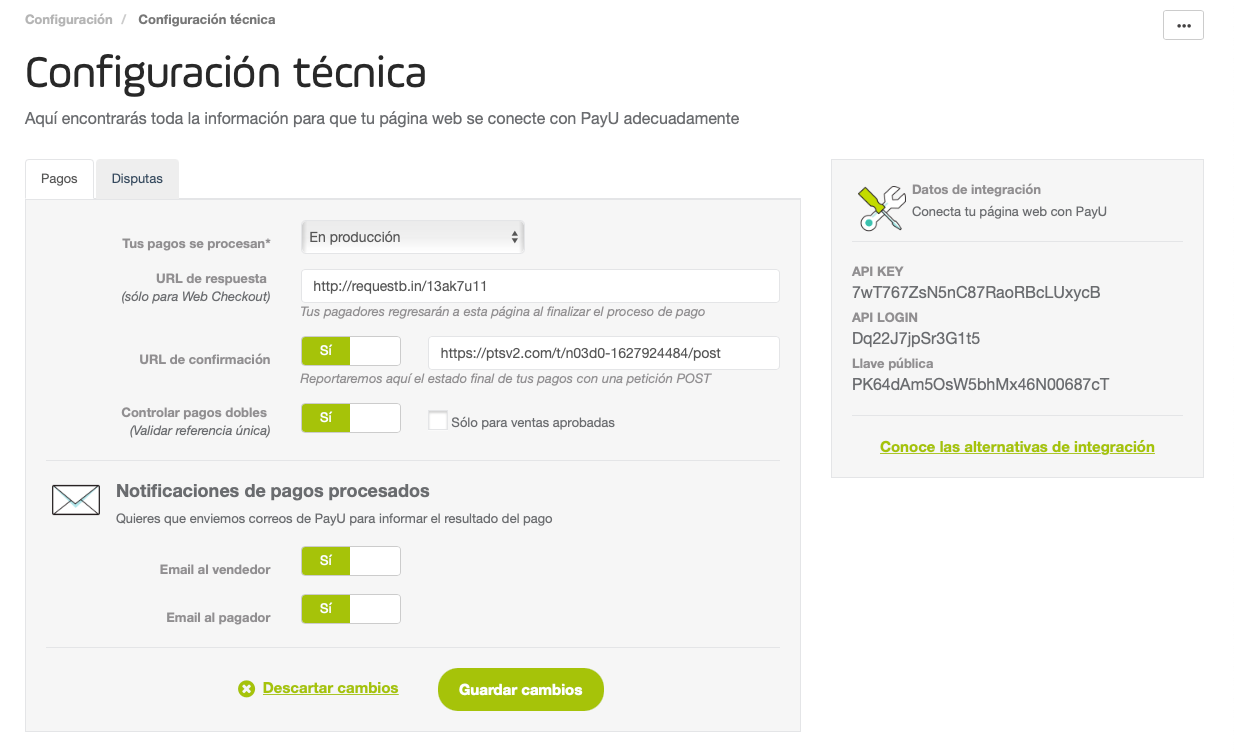 Configuración / Configuración técnica
Configuración técnica
Aquí encontrarás toda la información para que tu página web se conecte con PayU adecuadamente
Pagos
Disputas
Tus pagos se procesan*
En producción
URL de respuesta
(sólo para Web Checkout)
http://requestb.in/13ak7u11
Tus pagadores regresarán a esta página al finalizar el proceso de pago
URL de confirmación
Sí
https://ptsv2.com/t/n03d0-1627924484/post
Reportaremos aquí el estado final de tus pagos con una petición POST
Controlar pagos dobles
(Validar referencia única)
Sí
Sólo para ventas aprobadas
Notificaciones de pagos procesados
Quieres que enviemos correos de PayU para informar el resultado del pago
Email al vendedor
Sí
Email al pagador
Sí
Descartar cambios
Guardar cambios
Datos de integración
Conecta tu página web con PayU
API KEY
7wT767ZsN5nC87RaoRBcLUxycB
API LOGIN
Dq22J7jpSr3G1t5
Llave pública
PK64dAm5OsW5bhMx46N00687cT
Conoce las alternativas de integración